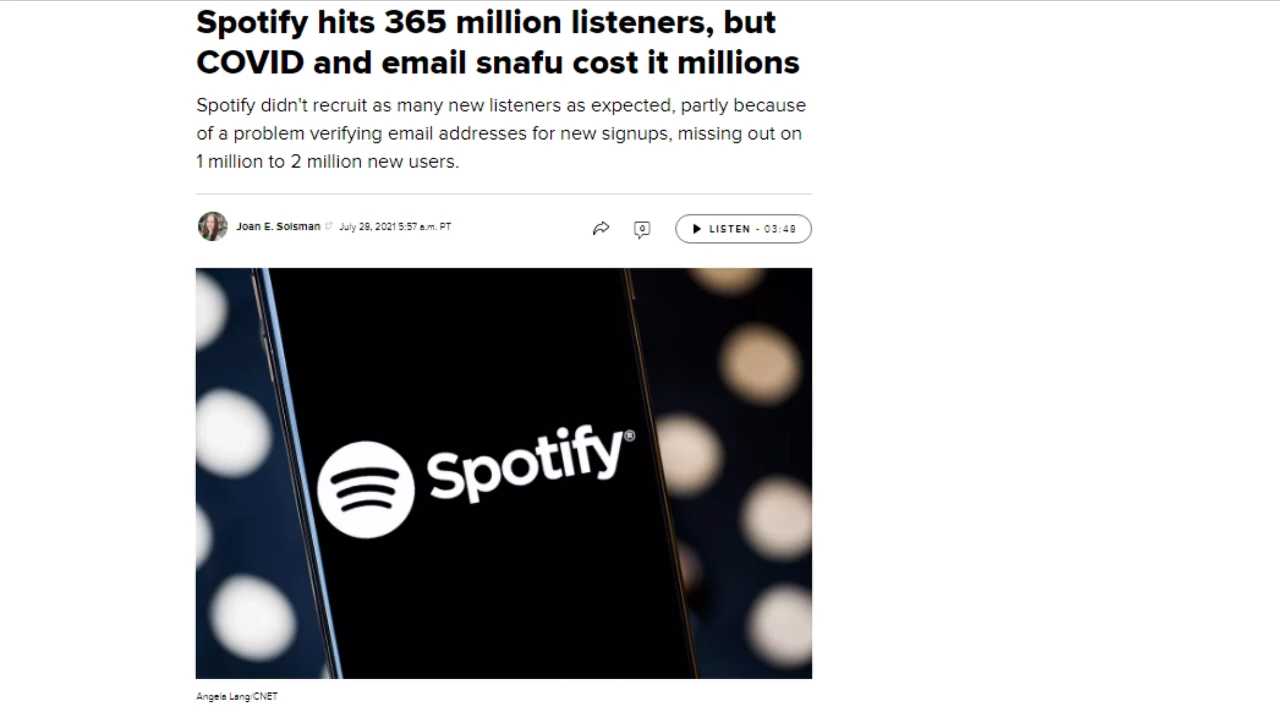 Spotify hits 365 million listeners, but
COVID and email snafu cost it millions
Spotify didn't recruit as many new listeners as expected, partly because
of a problem verifying email addresses for new signups, missing out on
1 million to 2 million new users.
Joan E. Solsman July 28, 2021 5:57 a.m. PT
0
LISTEN - 03:49
Spotify®
Angela Lang/CNET